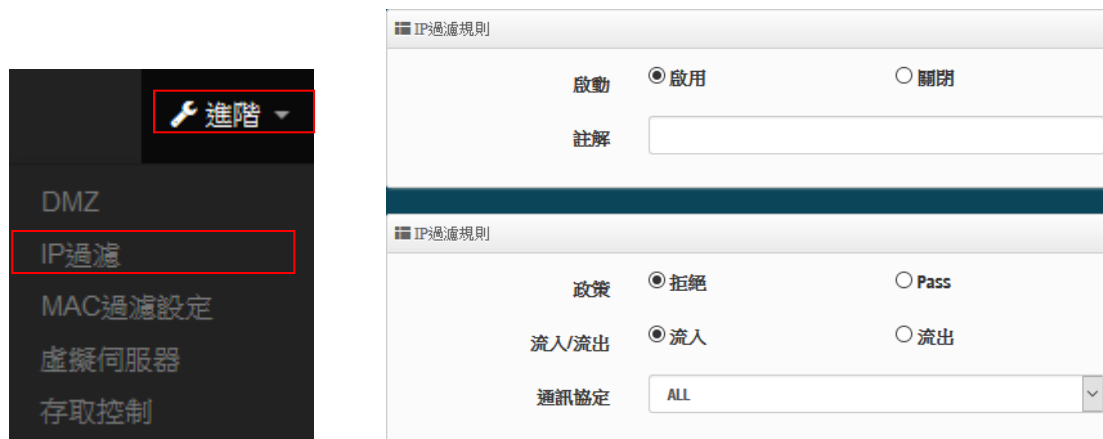 進階
DMZ
IP過濾
MAC過濾設定
虛擬伺服器
存取控制
IP過濾規則
啟動 啟用 關閉
註解
IP過濾規則
政策 拒絕 Pass
流入/流出 流入 流出
通訊協定 ALL